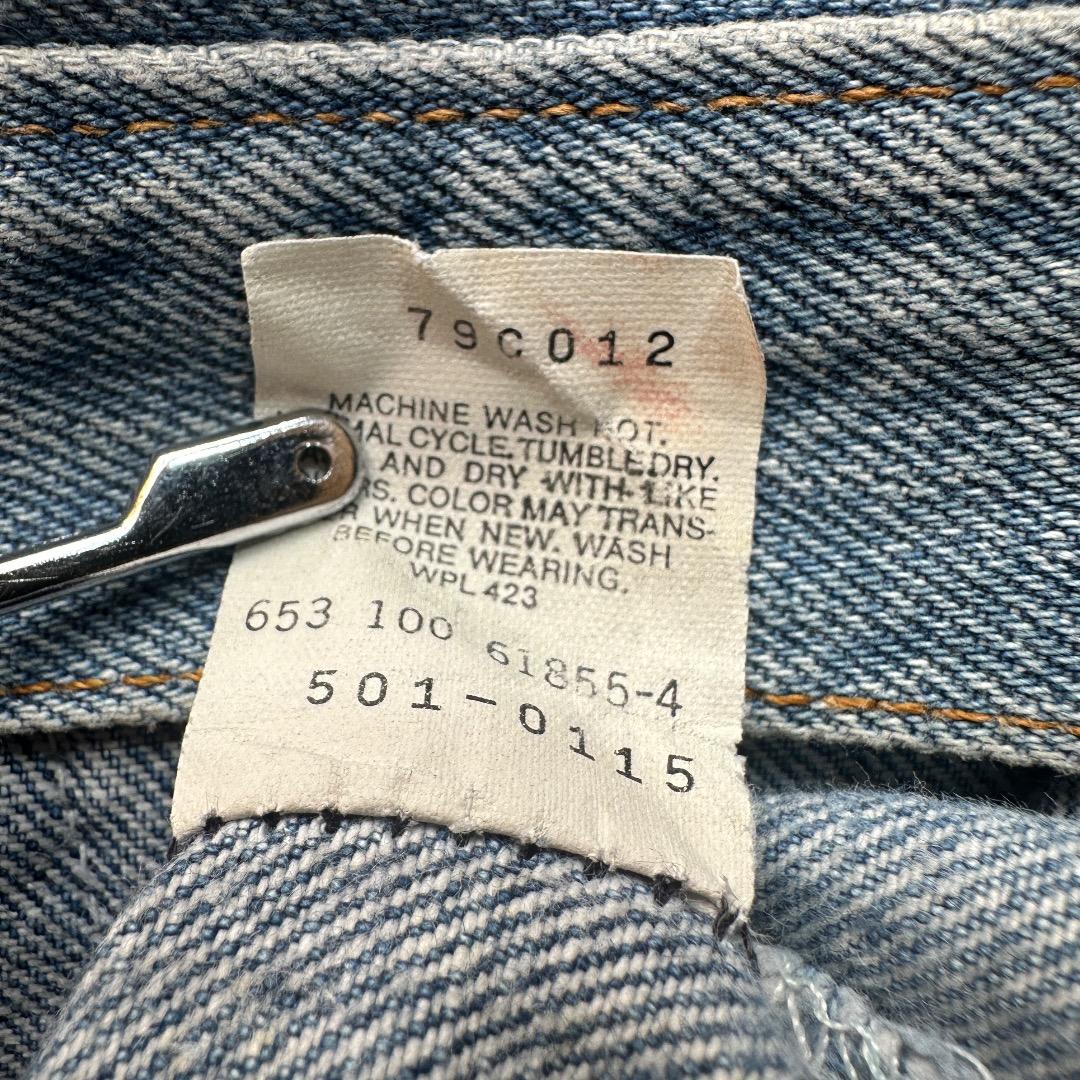 79C012
MACHINE WASH HOT.
MAL CYCLE. TUMBLE DRY.
AND DRY WITH LIKE
RS. COLOR MAY TRANS-
R WHEN NEW. WASH
BEFORE WEARING.
WPL 423
653 100 61855-4
501-0115